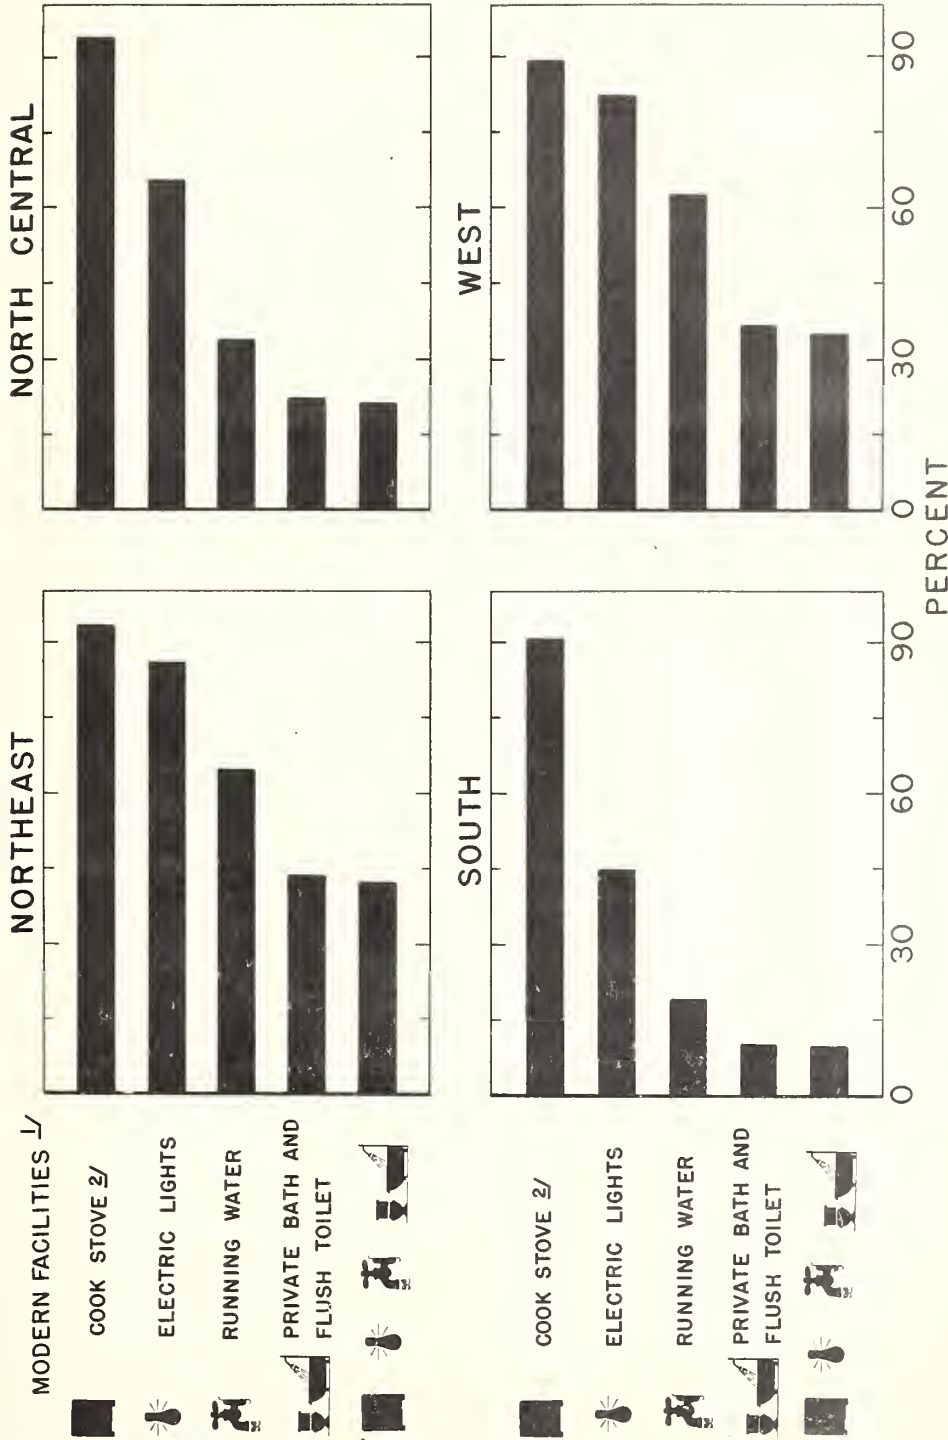 NORTHEAST
NORTH CENTRAL
MODERN FACILITIES 1/
COOK STOVE 2/
ELECTRIC LIGHTS
RUNNING WATER
PRIVATE BATH AND
FLUSH TOILET
SOUTH
WEST
COOK STOVE 2/
ELECTRIC LIGHTS
RUNNING WATER
PRIVATE BATH AND
FLUSH TOILET
0 30 60 90 0 30 60 90
PERCENT